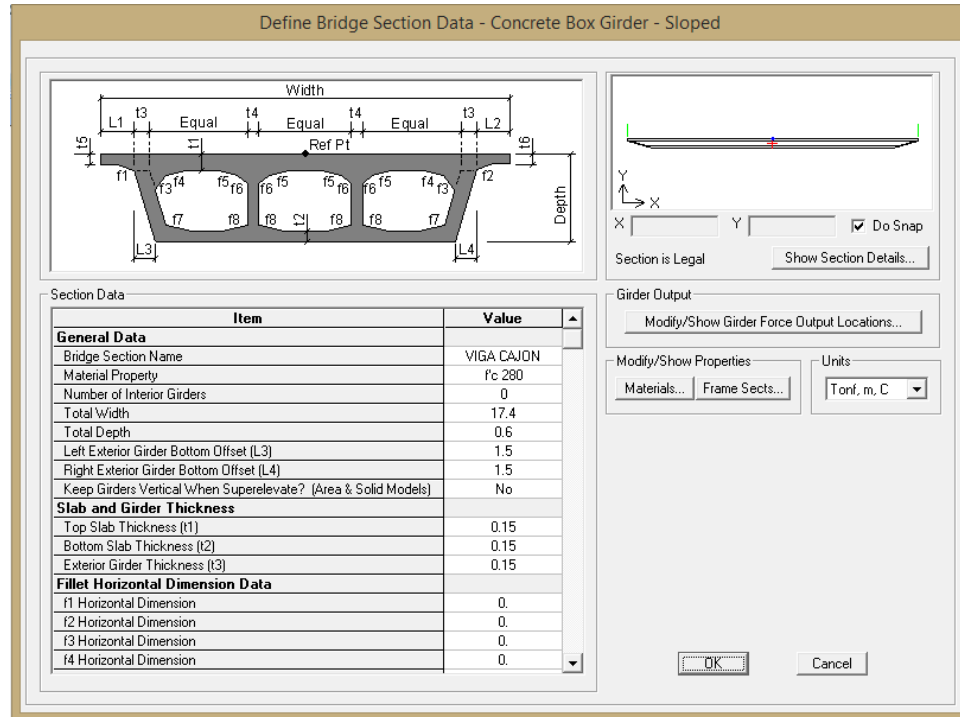 Define Bridge Section Data - Concrete Box Girder - Sloped
Width
L1 t3 Equal t4 Equal t4 Equal t3 L2
t5 t1 Ref Pt t6
f1 f3 f4 f5 f6 f6 f5 f5 f6 f6 f5 f4 f3 f2
Depth
f7 f8 f8 t2 f8 f8 f7
L3 L4
Y
X
X Y Do Snap
Section is Legal Show Section Details...
Section Data
Item Value
General Data
Bridge Section Name VIGA CAJON
Material Property f'c 280
Number of Interior Girders 0
Total Width 17.4
Total Depth 0.6
Left Exterior Girder Bottom Offset (L3) 1.5
Right Exterior Girder Bottom Offset (L4) 1.5
Keep Girders Vertical When Superelevate? (Area & Solid Models) No
Slab and Girder Thickness
Top Slab Thickness (t1) 0.15
Bottom Slab Thickness (t2) 0.15
Exterior Girder Thickness (t3) 0.15
Fillet Horizontal Dimension Data
f1 Horizontal Dimension 0.
f2 Horizontal Dimension 0.
f3 Horizontal Dimension 0.
f4 Horizontal Dimension 0.
Girder Output
Modify/Show Girder Force Output Locations...
Modify/Show Properties
Materials... Frame Sects...
Units
Tonf, m, C
OK Cancel